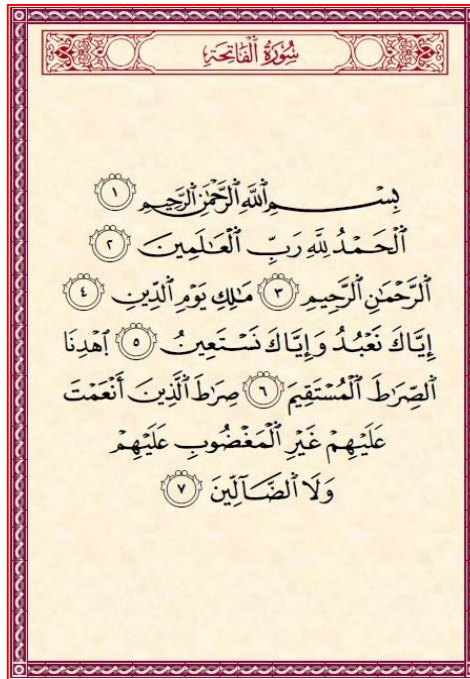 سُورَةُ ٱلْفَاتِحَةِ
بِسْمِ ٱللَّهِ ٱلرَّحْمَٰنِ ٱلرَّحِيمِ ١
ٱلْحَمْدُ لِلَّهِ رَبِّ ٱلْعَٰلَمِينَ ٢
ٱلرَّحْمَٰنِ ٱلرَّحِيمِ ٣ مَٰلِكِ يَوْمِ ٱلدِّينِ ٤
إِيَّاكَ نَعْبُدُ وَإِيَّاكَ نَسْتَعِينُ ٥ ٱهْدِنَا
ٱلصِّرَٰطَ ٱلْمُسْتَقِيمَ ٦ صِرَٰطَ ٱلَّذِينَ أَنْعَمْتَ
عَلَيْهِمْ غَيْرِ ٱلْمَغْضُوبِ عَلَيْهِمْ
وَلَا ٱلضَّآلِّينَ ٧